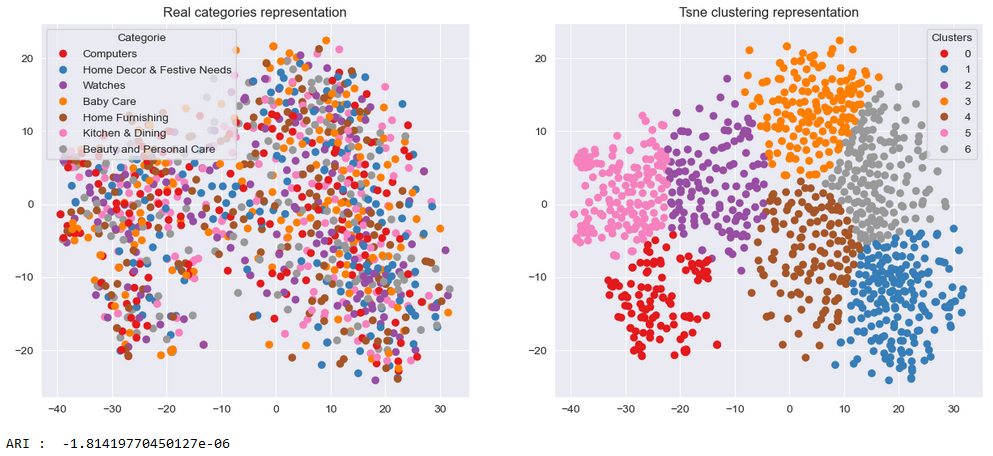 Real categories representation
Categorie
Computers
Home Decor & Festive Needs
Watches
Baby Care
Home Furnishing
Kitchen & Dining
Beauty and Personal Care
20
10
0
−10
−20
−40 −30 −20 −10 0 10 20 30
Tsne clustering representation
Clusters
0
1
2
3
4
5
6
20
10
0
−10
−20
−40 −30 −20 −10 0 10 20 30
ARI : -1.81419770450127e-06